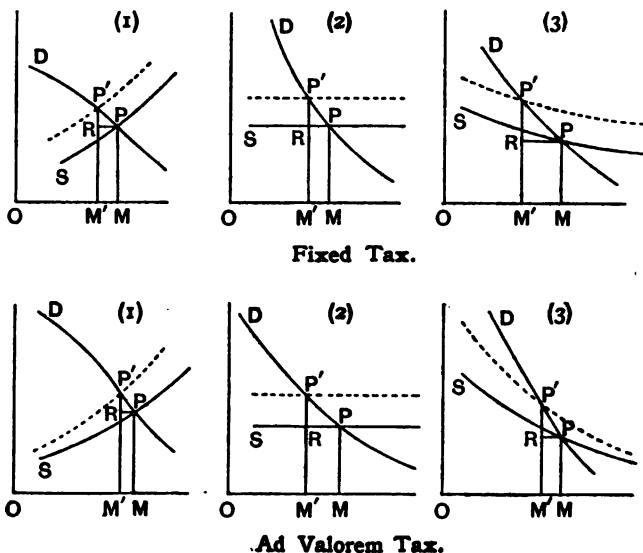 (1) (2) (3)
D D D
P′ P′ P′
P P P
R R R
S S S
O M′ M O M′ M O M′ M
Fixed Tax.
(1) (2) (3)
D D D
P′ P′ P′
P P P
R R R
S S S
O M′ M O M′ M O M′ M
Ad Valorem Tax.